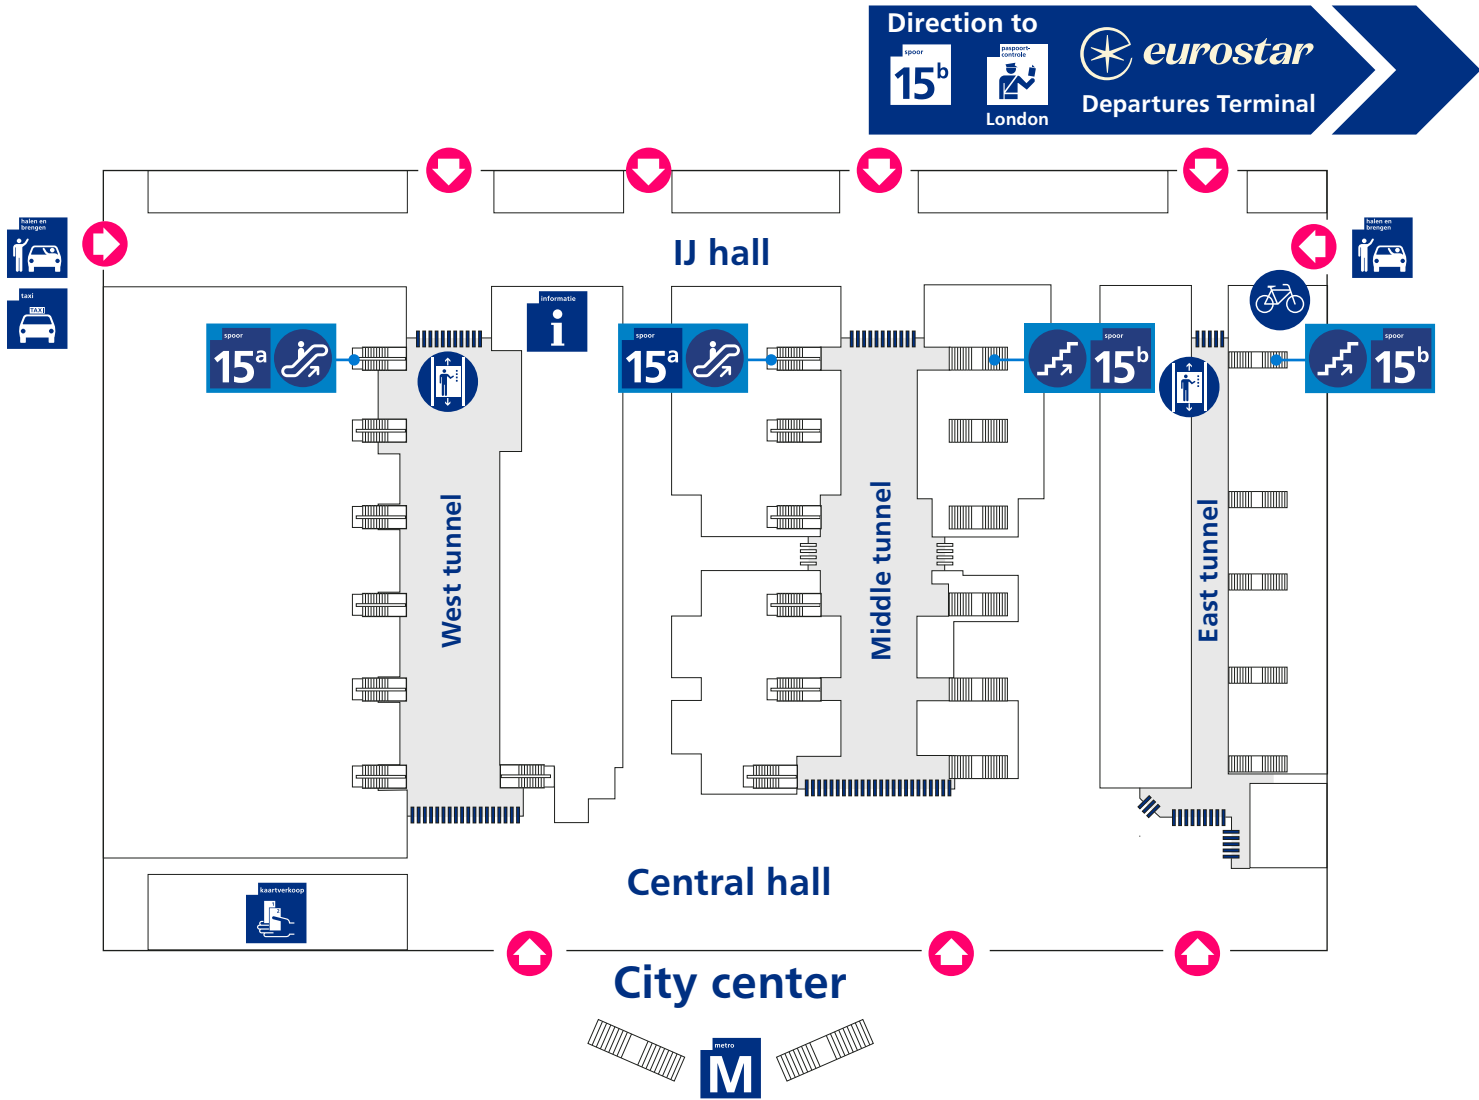 Direction to
spoor
15b
paspoort-
controle
London
eurostar
Departures Terminal
halen en
brengen
taxi
TAXI
IJ hall
halen en
brengen
informatie
i
spoor
15a
spoor
15a
spoor
15b
spoor
15b
West tunnel
Middle tunnel
East tunnel
Central hall
kaartverkoop
City center
metro
M